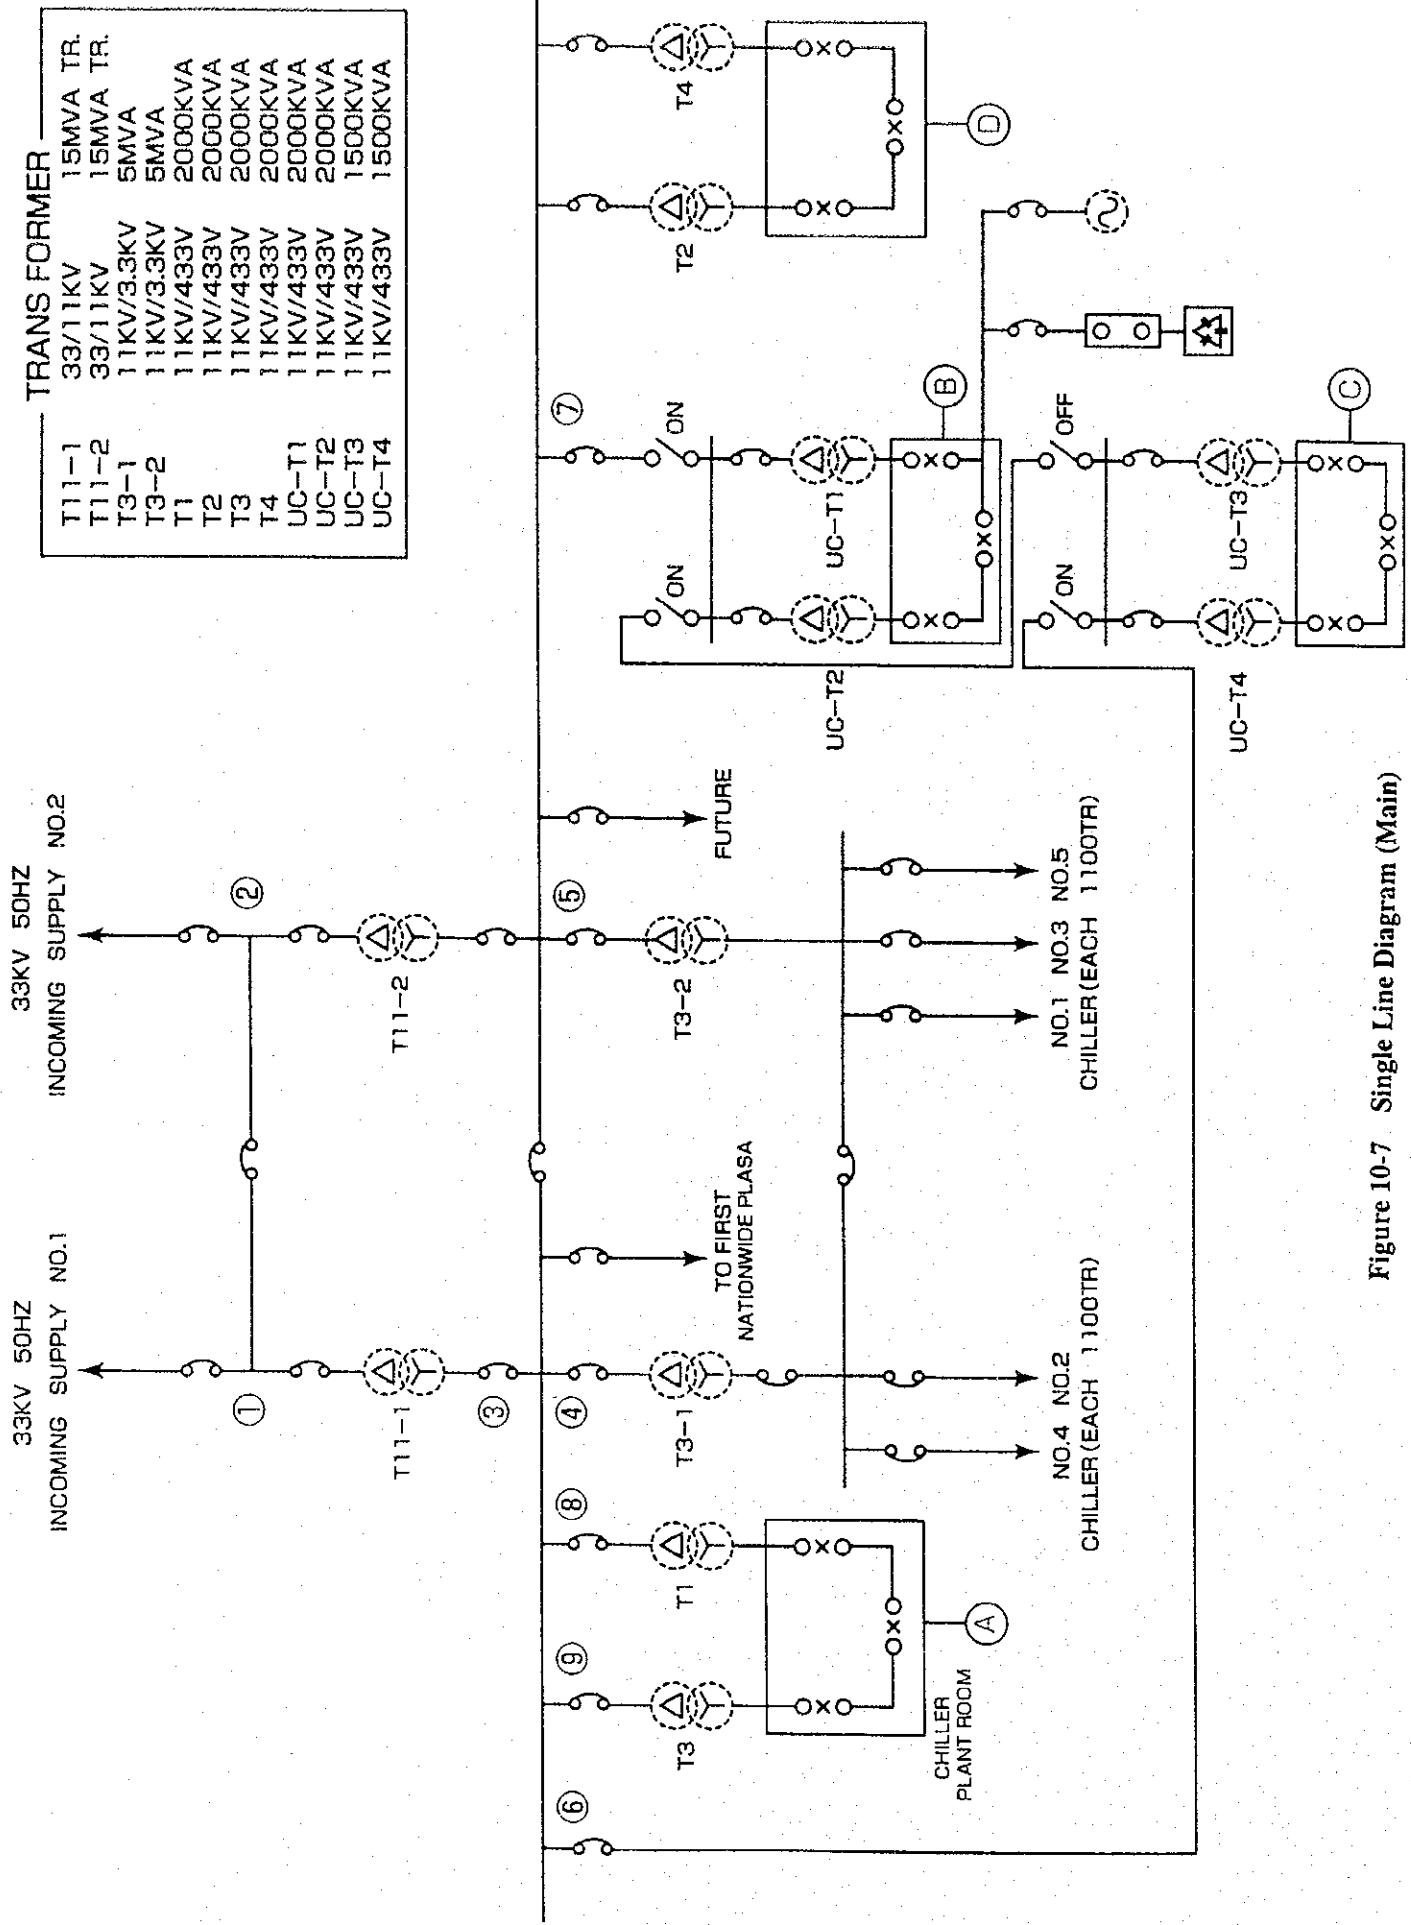 33KV 50HZ
INCOMING SUPPLY NO.1
33KV 50HZ
INCOMING SUPPLY NO.2
TRANS FORMER
T11-1 33/11KV 15MVA TR.
T11-2 33/11KV 15MVA TR.
T3-1 11KV/3.3KV 5MVA
T3-2 11KV/3.3KV 5MVA
T1 11KV/433V 2000KVA
T2 11KV/433V 2000KVA
T3 11KV/433V 2000KVA
T4 11KV/433V 2000KVA
UC-T1 11KV/433V 2000KVA
UC-T2 11KV/433V 2000KVA
UC-T3 11KV/433V 1500KVA
UC-T4 11KV/433V 1500KVA
①
②
T11-1
T11-2
③
⑥
⑨
⑧
④
⑤
⑦
T3
T1
T3-1
TO FIRST
NATIONWIDE PLASA
T3-2
FUTURE
ON
ON
T2
T4
UC-T2
UC-T1
CHILLER
PLANT ROOM
Ⓐ
Ⓑ
Ⓓ
NO.4 NO.2
CHILLER(EACH 1100TR)
NO.1 NO.3 NO.5
CHILLER(EACH 1100TR)
ON
OFF
UC-T4
UC-T3
Ⓒ
Figure 10-7 Single Line Diagram (Main)